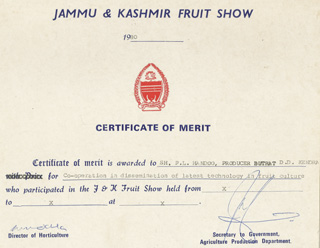 JAMMU & KASHMIR FRUIT SHOW
1980
CERTIFICATE OF MERIT
Certificate of merit is awarded to SH. P.L. HANDOO, PRODUCER D.D.
for Co-operation in dissemination of latest technology in fruit culture
who participated in the J & K Fruit Show held from x
to x at x .
Director of Horticulture
Secretary to Government,
Agriculture Production Department.